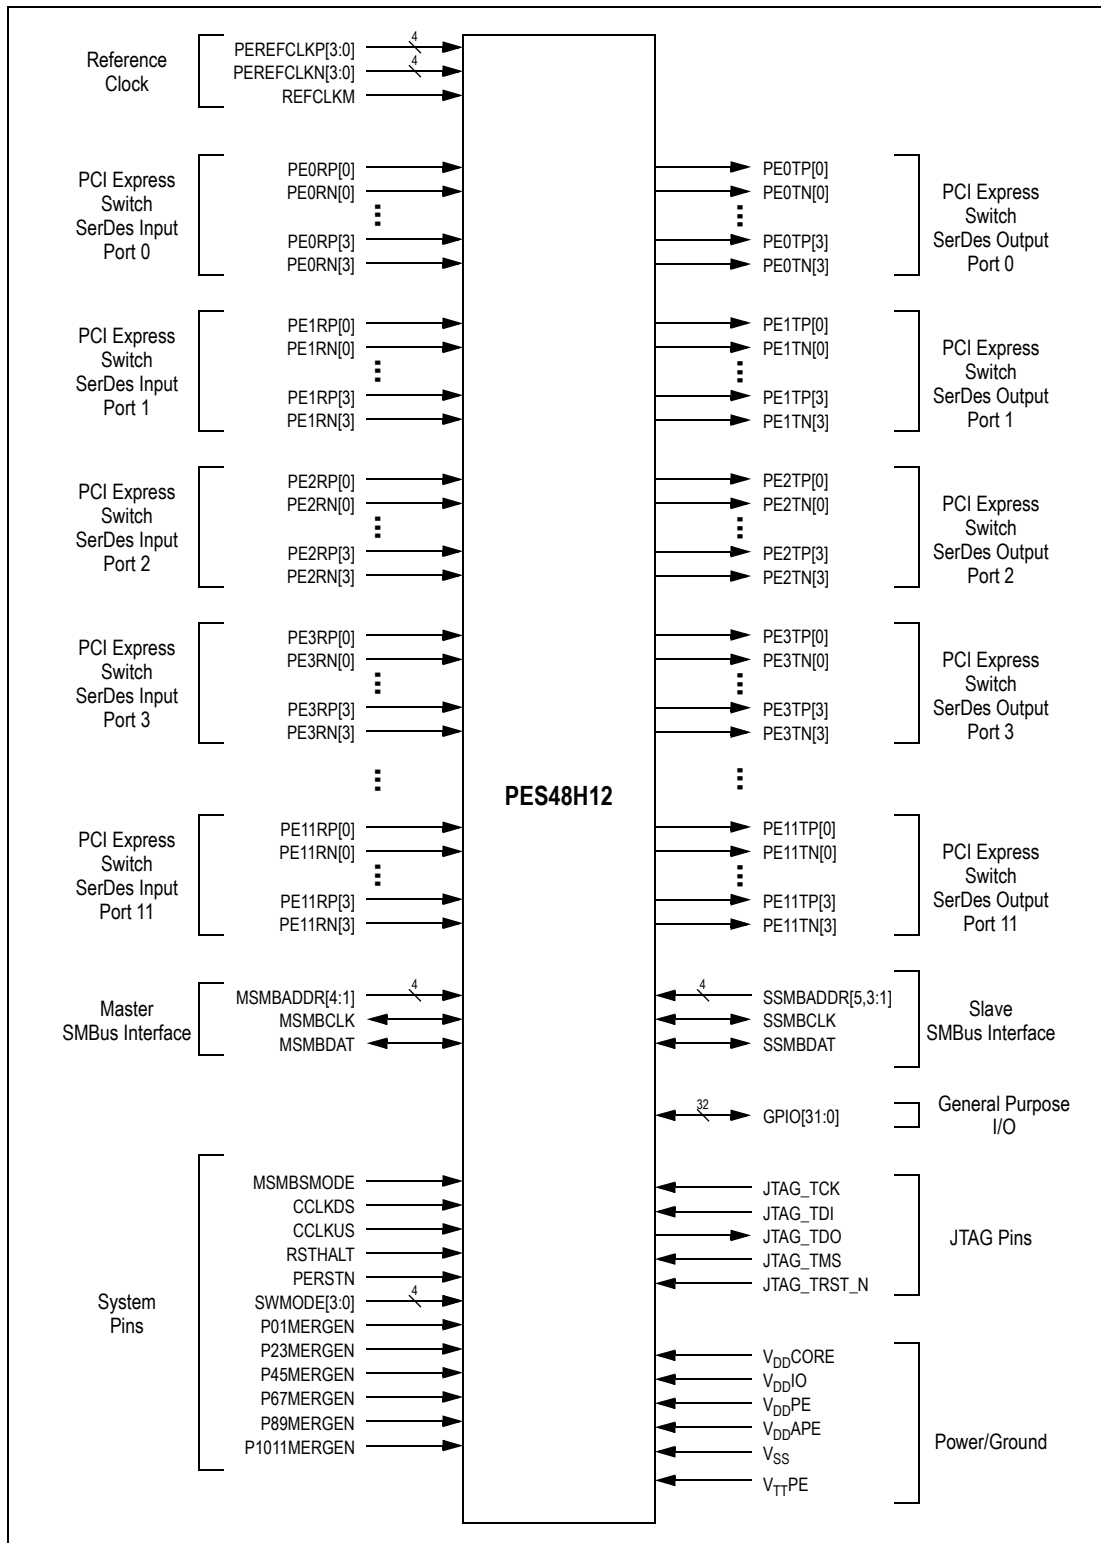 Reference
Clock
PEREFCLKP[3:0]
4
PEREFCLKN[3:0]
4
REFCLKM
PCI Express
Switch
SerDes Input
Port 0
PE0RP[0]
PE0RN[0]
PE0RP[3]
PE0RN[3]
PE0TP[0]
PE0TN[0]
PE0TP[3]
PE0TN[3]
PCI Express
Switch
SerDes Output
Port 0
PCI Express
Switch
SerDes Input
Port 1
PE1RP[0]
PE1RN[0]
PE1RP[3]
PE1RN[3]
PE1TP[0]
PE1TN[0]
PE1TP[3]
PE1TN[3]
PCI Express
Switch
SerDes Output
Port 1
PCI Express
Switch
SerDes Input
Port 2
PE2RP[0]
PE2RN[0]
PE2RP[3]
PE2RN[3]
PE2TP[0]
PE2TN[0]
PE2TP[3]
PE2TN[3]
PCI Express
Switch
SerDes Output
Port 2
PCI Express
Switch
SerDes Input
Port 3
PE3RP[0]
PE3RN[0]
PE3RP[3]
PE3RN[3]
PE3TP[0]
PE3TN[0]
PE3TP[3]
PE3TN[3]
PCI Express
Switch
SerDes Output
Port 3
PES48H12
PCI Express
Switch
SerDes Input
Port 11
PE11RP[0]
PE11RN[0]
PE11RP[3]
PE11RN[3]
PE11TP[0]
PE11TN[0]
PE11TP[3]
PE11TN[3]
PCI Express
Switch
SerDes Output
Port 11
Master
SMBus Interface
MSMBADDR[4:1]
4
MSMBCLK
MSMBDAT
4
SSMBADDR[5,3:1]
SSMBCLK
SSMBDAT
Slave
SMBus Interface
32
GPIO[31:0]
General Purpose
I/O
System
Pins
MSMBSMODE
CCLKDS
CCLKUS
RSTHALT
PERSTN
SWMODE[3:0]
4
P01MERGEN
P23MERGEN
P45MERGEN
P67MERGEN
P89MERGEN
P1011MERGEN
JTAG_TCK
JTAG_TDI
JTAG_TDO
JTAG_TMS
JTAG_TRST_N
JTAG Pins
VDDCORE
VDDIO
VDDPE
VDDAPE
VSS
VTTPE
Power/Ground